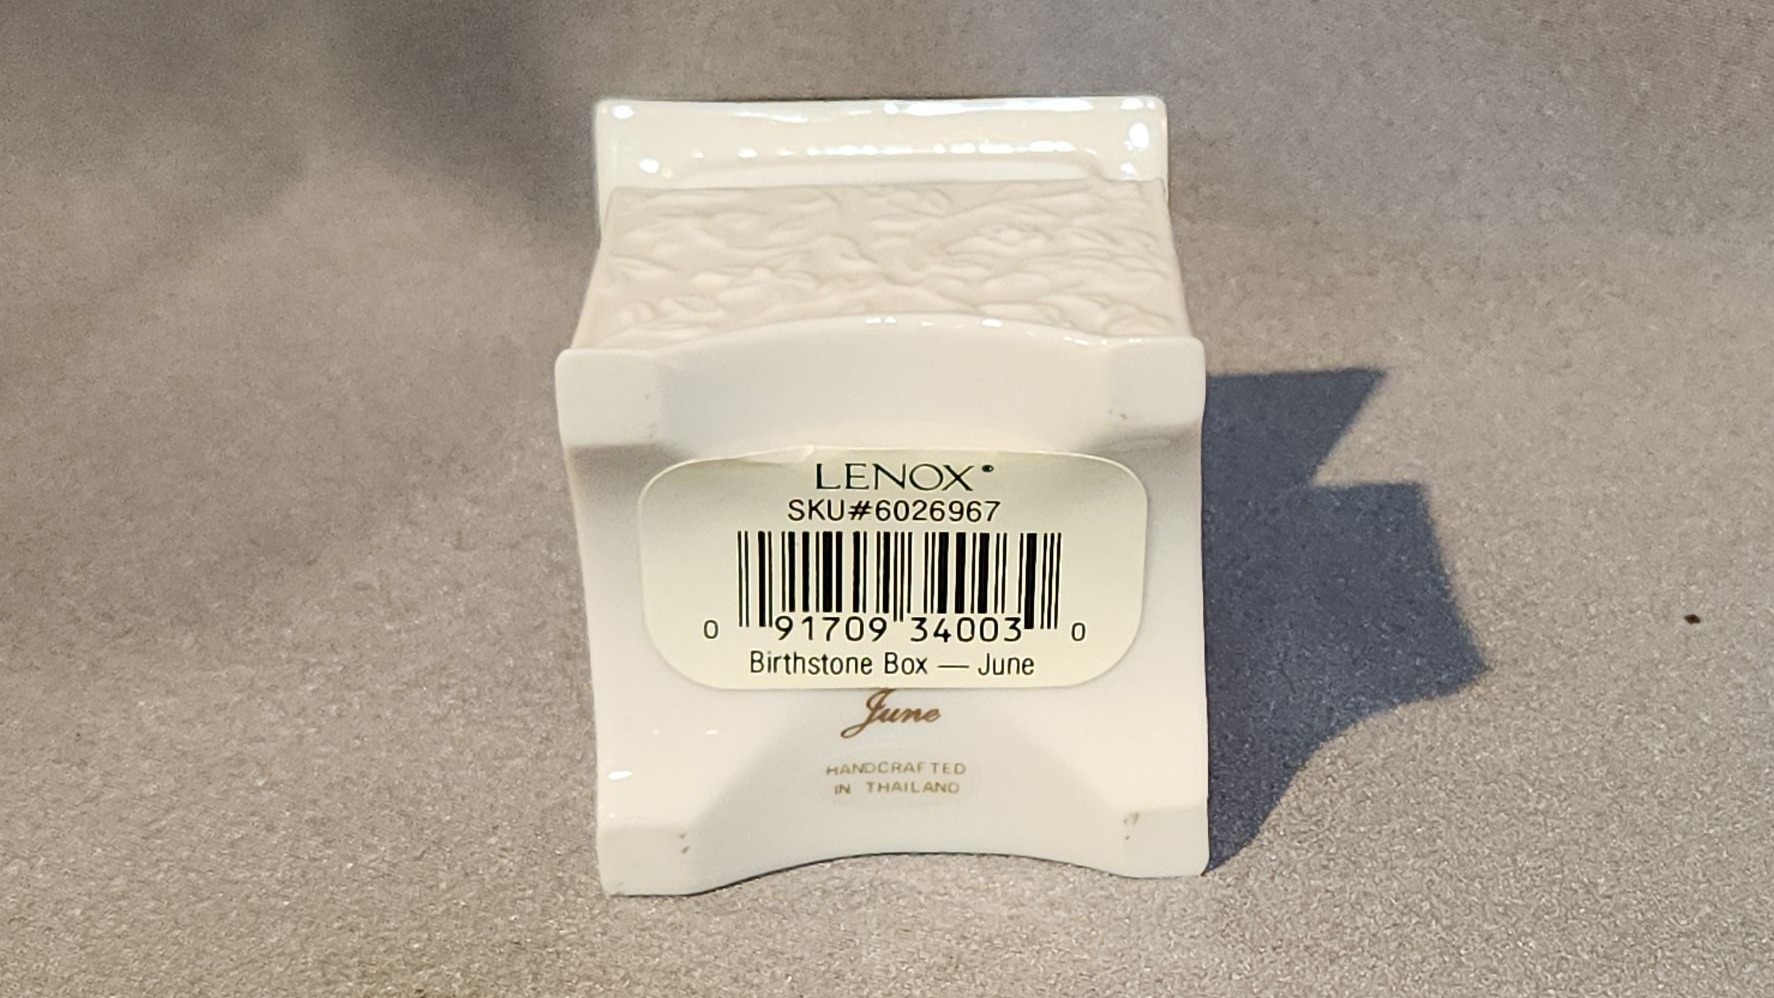 LENOX®
SKU#6026967
0 91709 34003 0
Birthstone Box — June
June
HANDCRAFTED
IN THAILAND